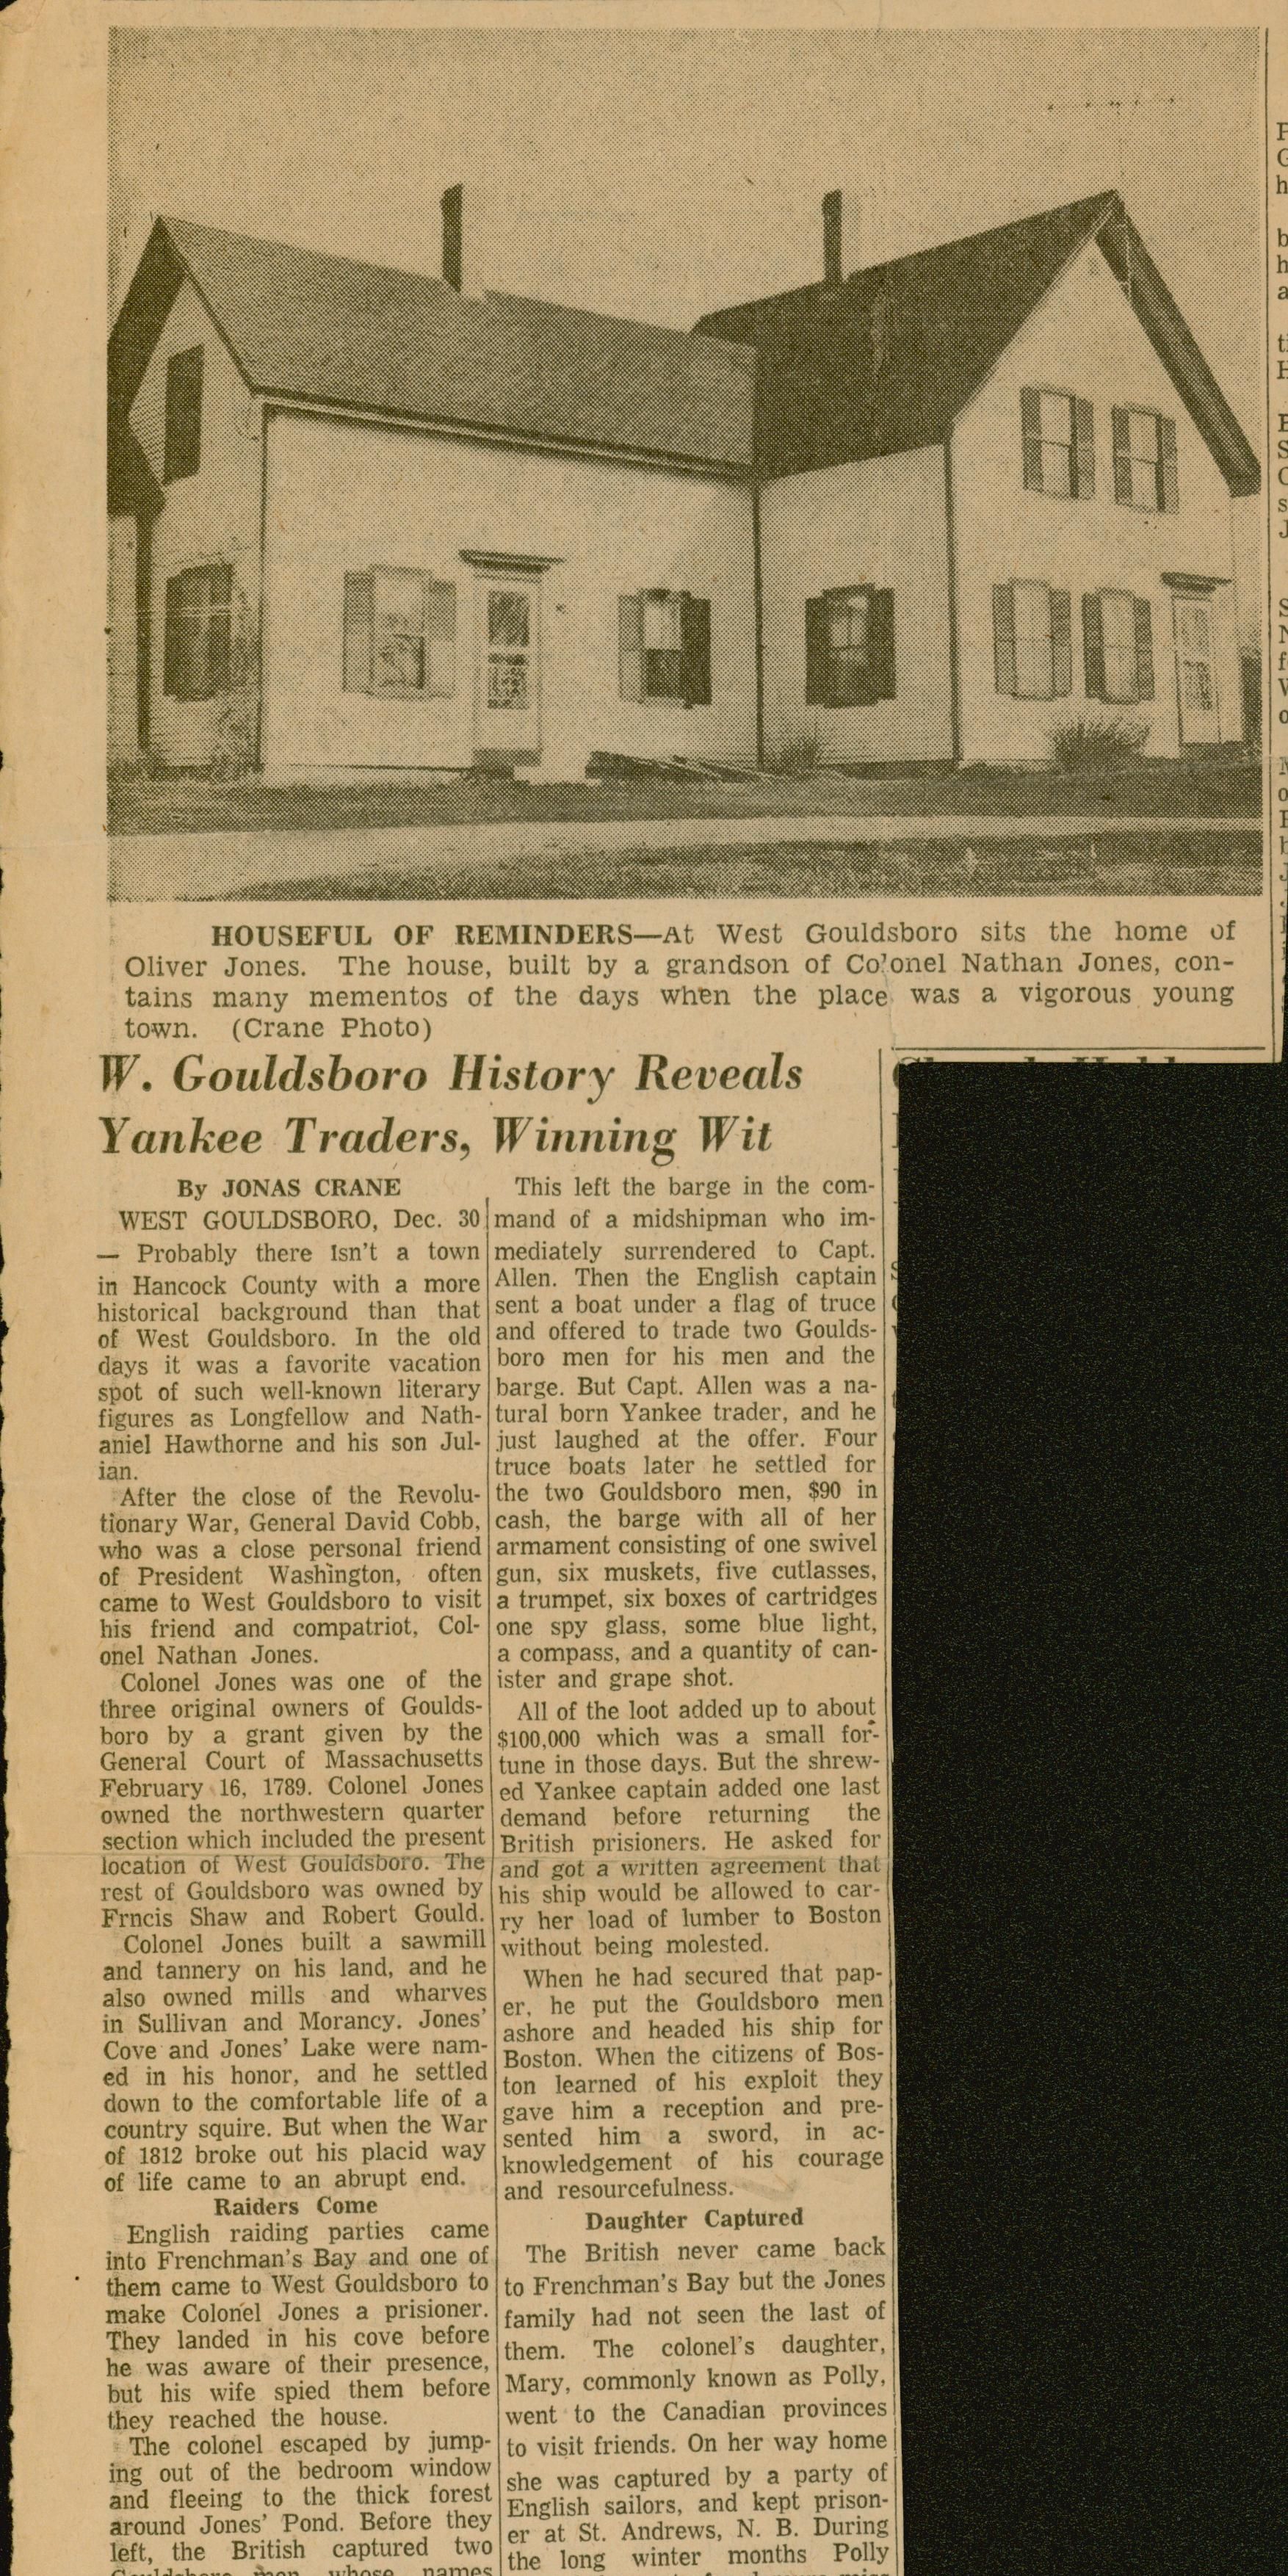 HOUSEFUL OF REMINDERS—At West Gouldsboro sits the home of
Oliver Jones. The house, built by a grandson of Co'onel Nathan Jones, con-
tains many mementos of the days when the place was a vigorous young
town. (Crane Photo)
W. Gouldsboro History Reveals
Yankee Traders, Winning Wit
By JONAS CRANE
WEST GOULDSBORO, Dec. 30
— Probably there Isn't a town
in Hancock County with a more
historical background than that
of West Gouldsboro. In the old
days it was a favorite vacation
spot of such well-known literary
figures as Longfellow and Nath-
aniel Hawthorne and his son Jul-
ian.
After the close of the Revolu-
tionary War, General David Cobb,
who was a close personal friend
of President Washington, often
came to West Gouldsboro to visit
his friend and compatriot, Col-
onel Nathan Jones.
Colonel Jones was one of the
three original owners of Goulds-
boro by a grant given by the
General Court of Massachusetts
February 16, 1789. Colonel Jones
owned the northwestern quarter
section which included the present
location of West Gouldsboro. The
rest of Gouldsboro was owned by
Frncis Shaw and Robert Gould.
Colonel Jones built a sawmill
and tannery on his land, and he
also owned mills and wharves
in Sullivan and Morancy. Jones'
Cove and Jones' Lake were nam-
ed in his honor, and he settled
down to the comfortable life of a
country squire. But when the War
of 1812 broke out his placid way
of life came to an abrupt end.
Raiders Come
English raiding parties came
into Frenchman's Bay and one of
them came to West Gouldsboro to
make Colonel Jones a prisioner.
They landed in his cove before
he was aware of their presence,
but his wife spied them before
they reached the house.
The colonel escaped by jump-
ing out of the bedroom window
and fleeing to the thick forest
around Jones' Pond. Before they
left, the British captured two
Gouldsboro men whose names
This left the barge in the com-
mand of a midshipman who im-
mediately surrendered to Capt.
Allen. Then the English captain
sent a boat under a flag of truce
and offered to trade two Goulds-
boro men for his men and the
barge. But Capt. Allen was a na-
tural born Yankee trader, and he
just laughed at the offer. Four
truce boats later he settled for
the two Gouldsboro men, $90 in
cash, the barge with all of her
armament consisting of one swivel
gun, six muskets, five cutlasses,
a trumpet, six boxes of cartridges
one spy glass, some blue light,
a compass, and a quantity of can-
ister and grape shot.
All of the loot added up to about
$100,000 which was a small for-
tune in those days. But the shrew-
ed Yankee captain added one last
demand before returning the
British prisioners. He asked for
and got a written agreement that
his ship would be allowed to car-
ry her load of lumber to Boston
without being molested.
When he had secured that pap-
er, he put the Gouldsboro men
ashore and headed his ship for
Boston. When the citizens of Bos-
ton learned of his exploit they
gave him a reception and pre-
sented him a sword, in ac-
knowledgement of his courage
and resourcefulness.
Daughter Captured
The British never came back
to Frenchman's Bay but the Jones
family had not seen the last of
them. The colonel's daughter,
Mary, commonly known as Polly,
went to the Canadian provinces
to visit friends. On her way home
she was captured by a party of
English sailors, and kept prison-
er at St. Andrews, N. B. During
the long winter months Polly